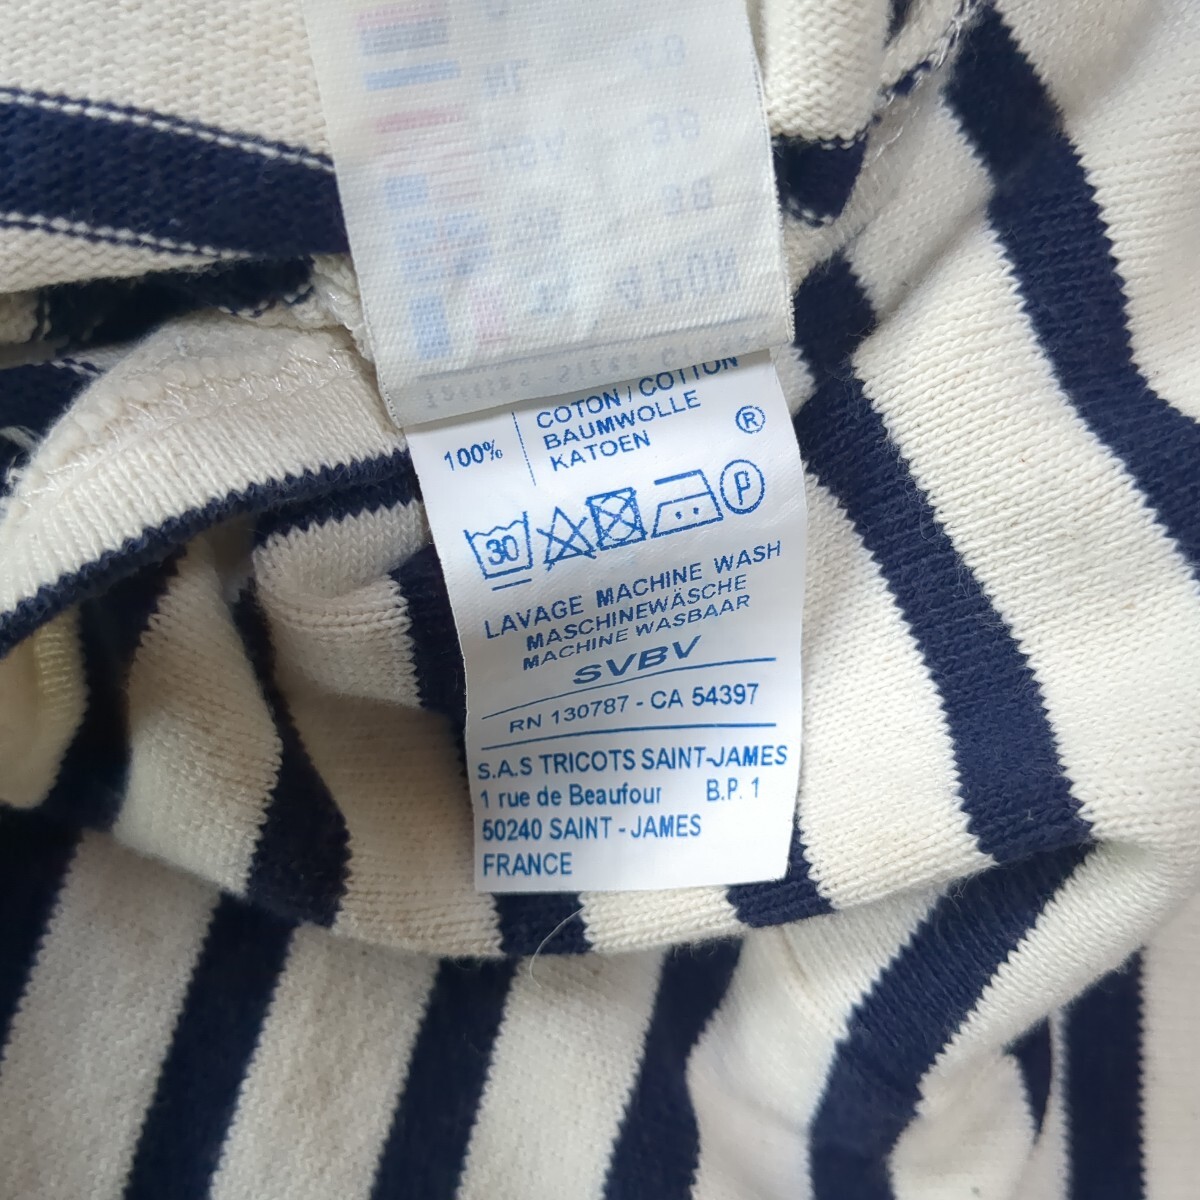 100%
COTON / COTTON
BAUMWOLLE
KATOEN
®
30
P
LAVAGE MACHINE WASH
MASCHINEWÄSCHE
MACHINE WASBAAR
SVBV
RN 130787 - CA 54397
S.A.S TRICOTS SAINT-JAMES
1 rue de Beaufour B.P. 1
50240 SAINT - JAMES
FRANCE